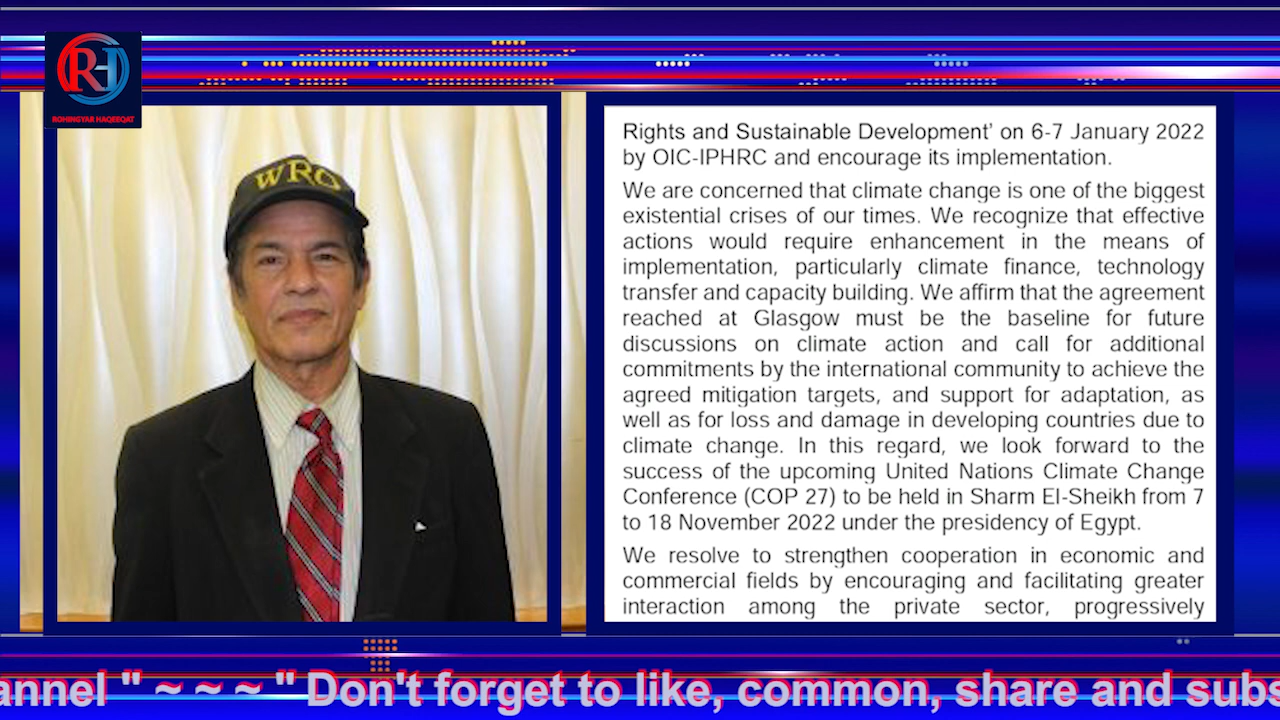 RH
ROHINGYAR HAQEEQAT
WRO
Rights and Sustainable Development’ on 6-7 January 2022
by OIC-IPHRC and encourage its implementation.
We are concerned that climate change is one of the biggest
existential crises of our times. We recognize that effective
actions would require enhancement in the means of
implementation, particularly climate finance, technology
transfer and capacity building. We affirm that the agreement
reached at Glasgow must be the baseline for future
discussions on climate action and call for additional
commitments by the international community to achieve the
agreed mitigation targets, and support for adaptation, as
well as for loss and damage in developing countries due to
climate change. In this regard, we look forward to the
success of the upcoming United Nations Climate Change
Conference (COP 27) to be held in Sharm El-Sheikh from 7
to 18 November 2022 under the presidency of Egypt.
We resolve to strengthen cooperation in economic and
commercial fields by encouraging and facilitating greater
interaction among the private sector, progressively
annel " ~ ~ ~ " Don't forget to like, common, share and subs